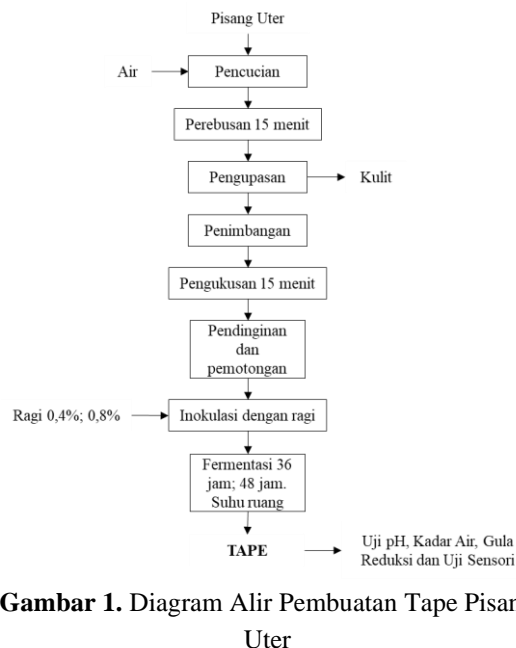 Pisang Uter
Air
Pencucian
Perebusan 15 menit
Pengupasan
Kulit
Penimbangan
Pengukusan 15 menit
Pendinginan
dan
pemotongan
Ragi 0,4%; 0,8%
Inokulasi dengan ragi
Fermentasi 36
jam; 48 jam.
Suhu ruang
TAPE
Uji pH, Kadar Air, Gula
Reduksi dan Uji Sensori
Gambar 1. Diagram Alir Pembuatan Tape Pisan
Uter